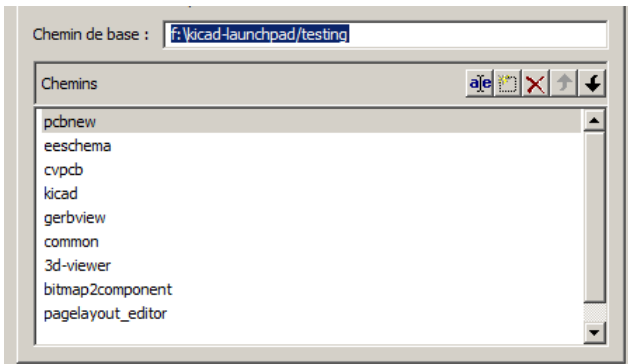 Chemin de base : f:\kicad-launchpad/testing
Chemins
pcbnew
eeschema
cvpcb
kicad
gerbview
common
3d-viewer
bitmap2component
pagelayout_editor